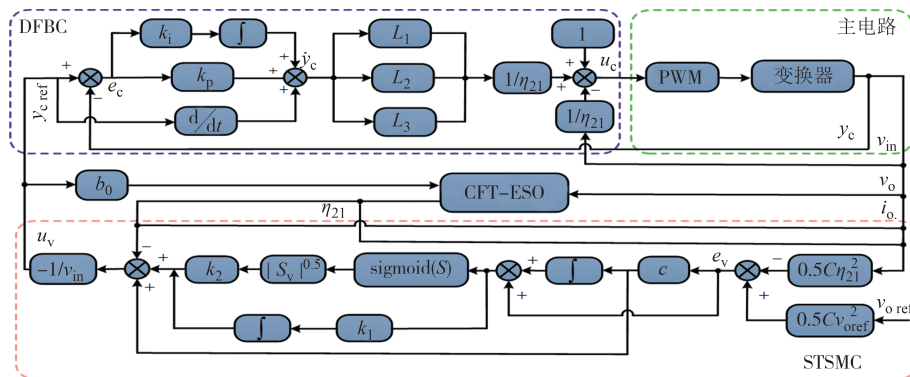 DFBC
主电路
k_i
∫
+
+
ẏ_c
L_1
1
+
e_c
−
k_p
+
L_2
1/η_21
+
+
−
u_c
PWM
变换器
y_c ref
d/dt
+
L_3
1/η_21
y_c
v_in
b_0
CFT-ESO
v_o
η_21
i_o.
u_v
−1/v_in
−
+
+
k_2
|S_v|^0.5
sigmoid(S)
+
+
∫
c
e_v
−
+
0.5Cη_21^2
∫
k_1
0.5Cv_oref^2
v_o ref
STSMC